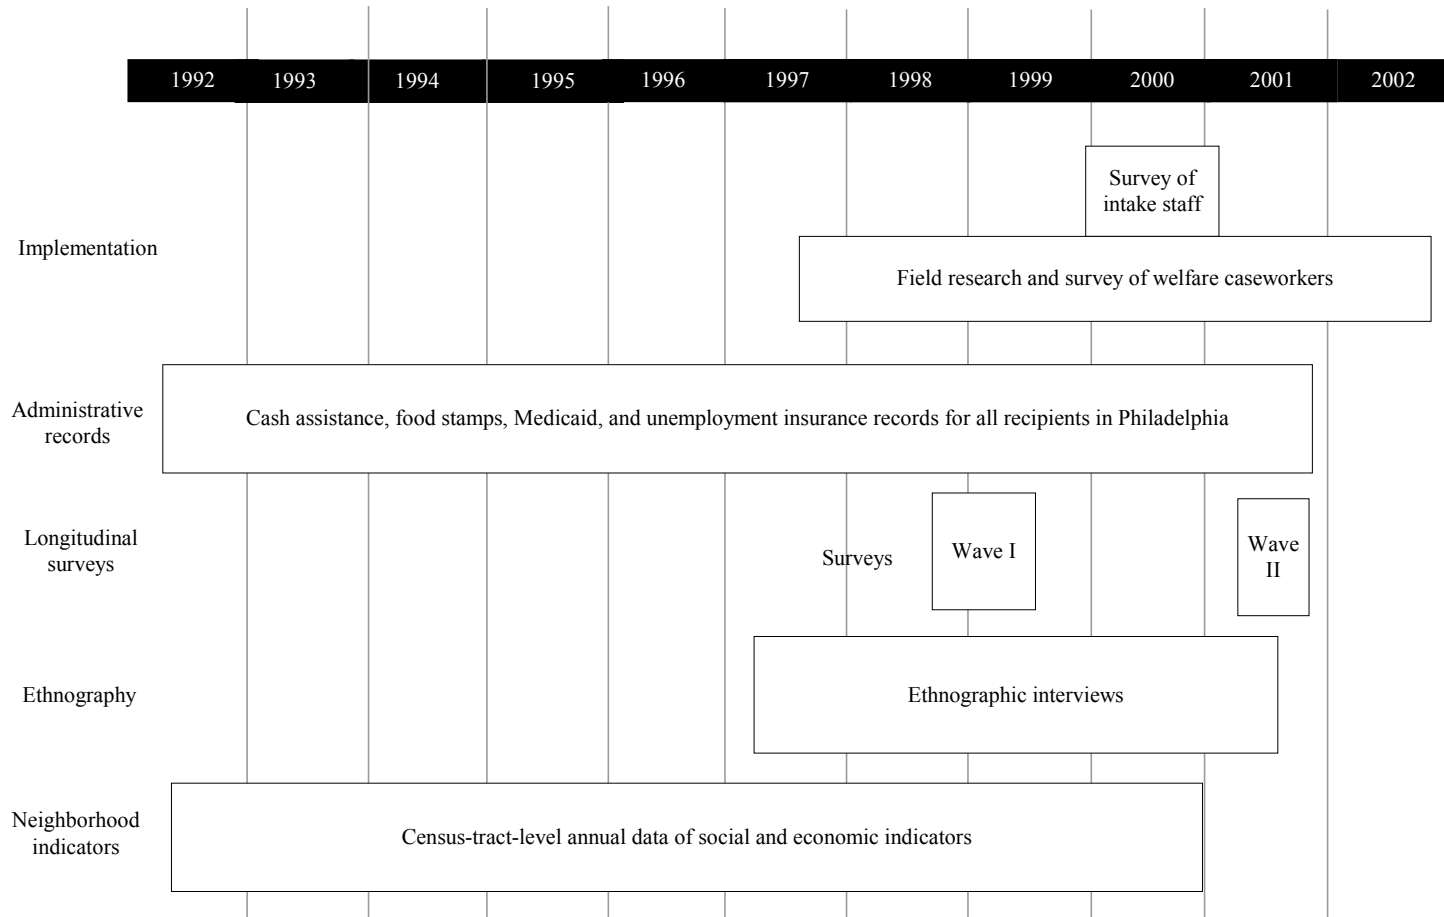 1992 1993 1994 1995 1996 1997 1998 1999 2000 2001 2002
Survey of
intake staff
Implementation
Field research and survey of welfare caseworkers
Administrative
records
Cash assistance, food stamps, Medicaid, and unemployment insurance records for all recipients in Philadelphia
Longitudinal
surveys
Surveys
Wave I
Wave
II
Ethnography
Ethnographic interviews
Neighborhood
indicators
Census-tract-level annual data of social and economic indicators